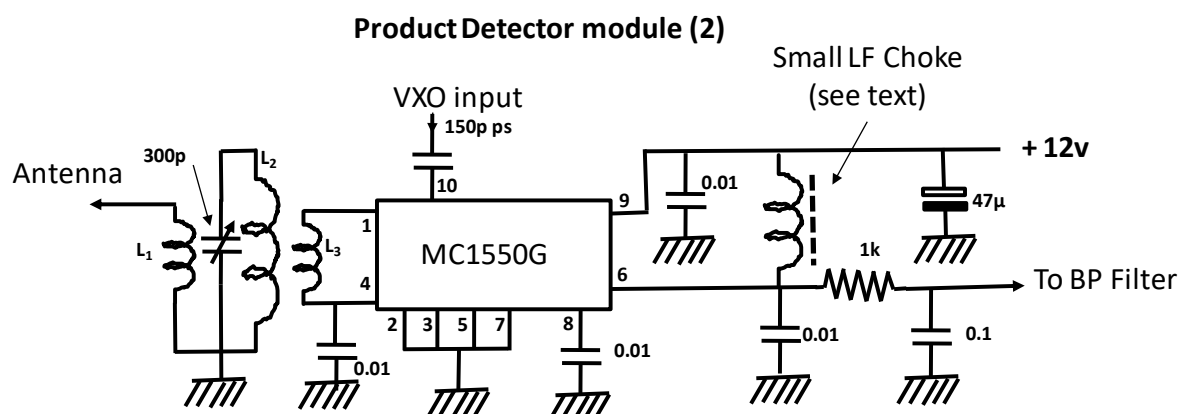 Product Detector module (2)
Small LF Choke
(see text)
VXO input
150p ps
300p
L2
Antenna
10
+ 12v
0.01
47µ
9
1
L1
L3
MC1550G
1k
4
6
To BP Filter
2
3
5
7
8
0.01
0.01
0.01
0.1